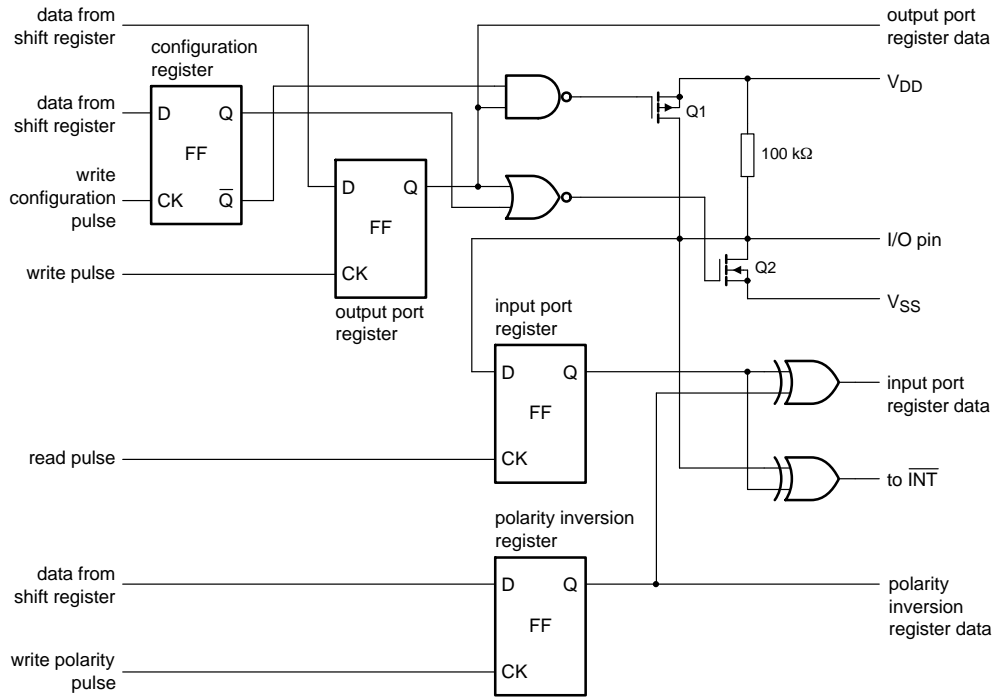 data from
shift register
configuration
register
data from
shift register
D
Q
FF
write
configuration
pulse
CK
Q̅
write pulse
D
Q
FF
CK
output port
register
output port
register data
VDD
Q1
100 kΩ
I/O pin
Q2
VSS
input port
register
D
Q
FF
read pulse
CK
input port
register data
to I̅N̅T̅
polarity inversion
register
data from
shift register
D
Q
FF
write polarity
pulse
CK
polarity
inversion
register data